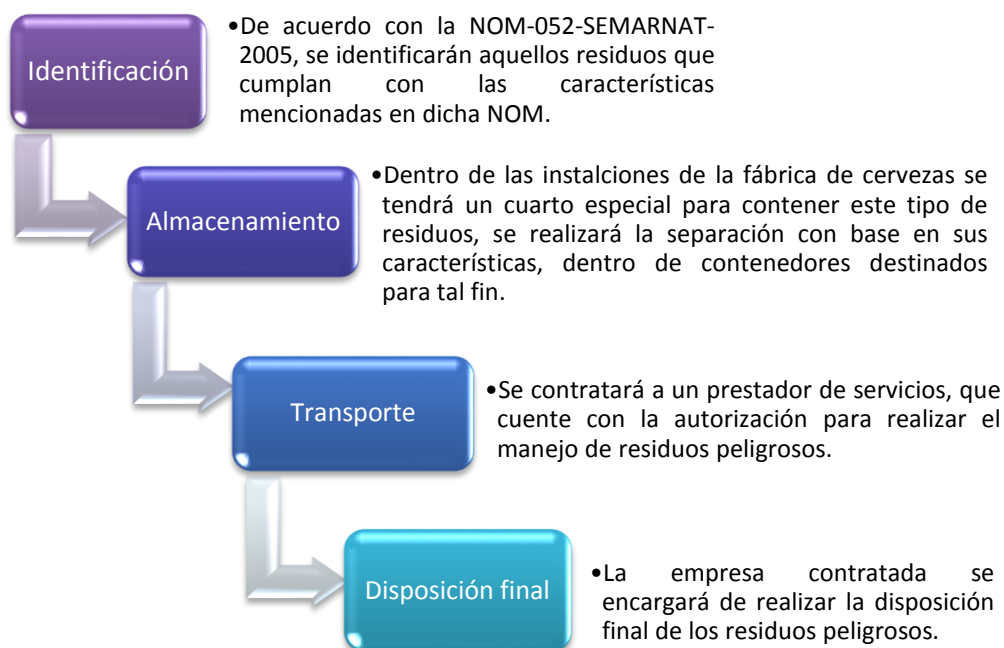 Identificación
•De acuerdo con la NOM-052-SEMARNAT-
2005, se identificarán aquellos residuos que
cumplan con las características
mencionadas en dicha NOM.
Almacenamiento
•Dentro de las instalciones de la fábrica de cervezas se
tendrá un cuarto especial para contener este tipo de
residuos, se realizará la separación con base en sus
características, dentro de contenedores destinados
para tal fin.
Transporte
•Se contratará a un prestador de servicios, que
cuente con la autorización para realizar el
manejo de residuos peligrosos.
Disposición final
•La empresa contratada se
encargará de realizar la disposición
final de los residuos peligrosos.